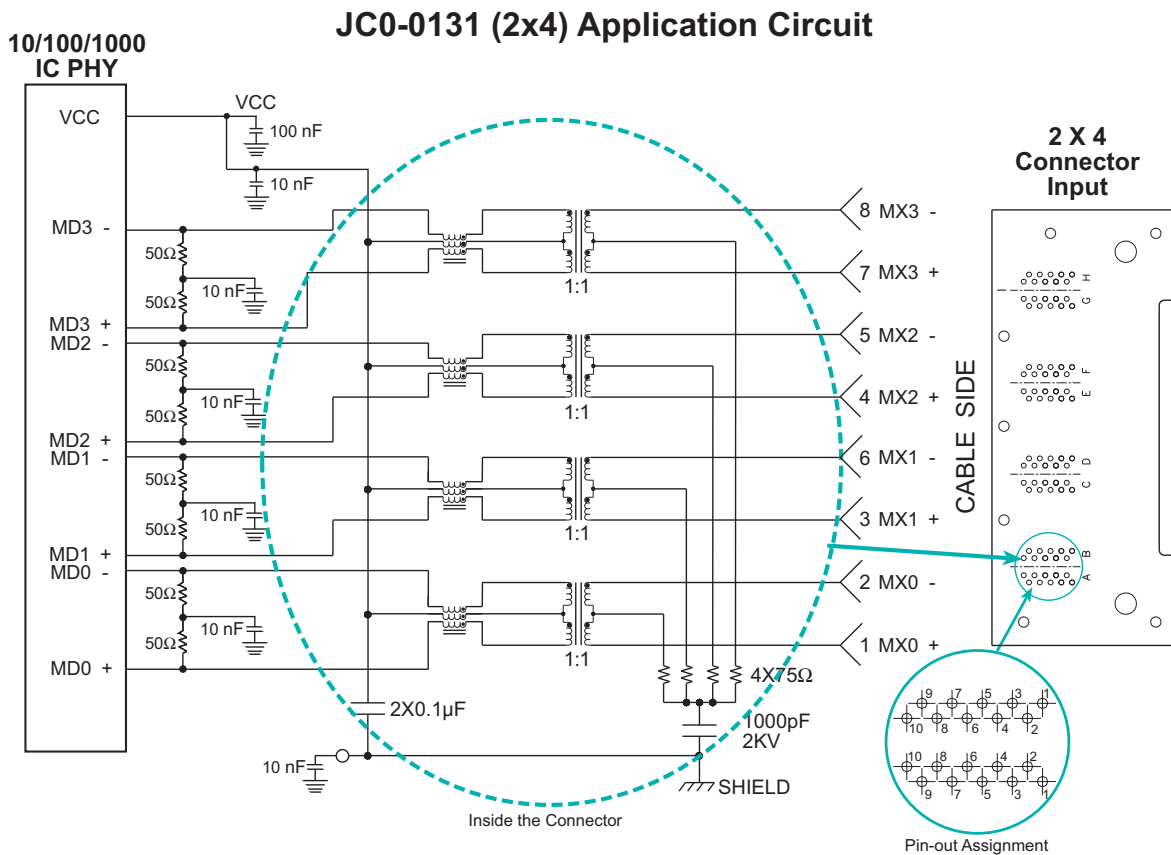 JC0-0131 (2x4) Application Circuit
10/100/1000
IC PHY
VCC
VCC
100 nF
10 nF
2 X 4
Connector
Input
MD3 -
50Ω
10 nF
50Ω
MD3 +
MD2 -
50Ω
10 nF
50Ω
MD2 +
MD1 -
50Ω
10 nF
50Ω
MD1 +
MD0 -
50Ω
10 nF
50Ω
MD0 +
1:1
1:1
1:1
1:1
8 MX3 -
7 MX3 +
5 MX2 -
4 MX2 +
6 MX1 -
3 MX1 +
2 MX0 -
1 MX0 +
CABLE SIDE
H
G
F
E
D
C
B
A
4X75Ω
2X0.1µF
1000pF
2KV
10 nF
SHIELD
Inside the Connector
9 7 5 3 1
10 8 6 4 2
10 8 6 4 2
9 7 5 3 1
Pin-out Assignment